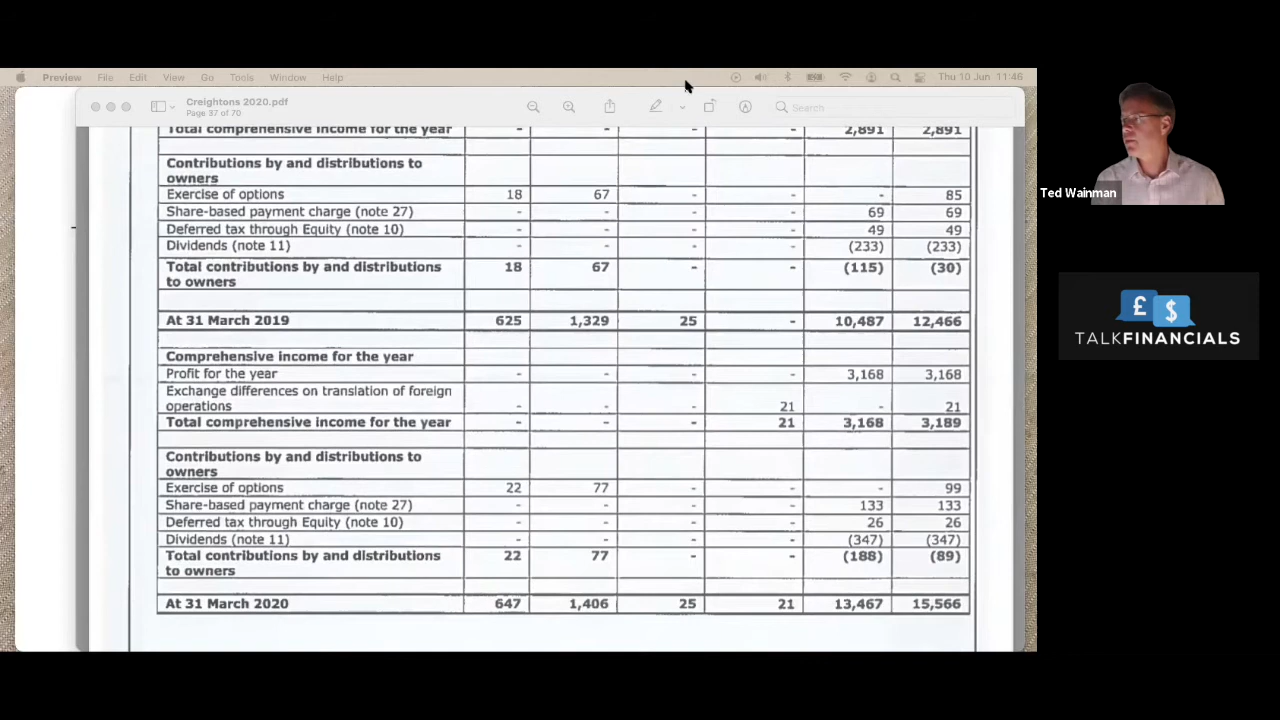 Preview File Edit View Go Tools Window Help Thu 10 Jun 11:46
Creightons 2020.pdf
Page 37 of 70
Search
Total comprehensive income for the year - - - - 2,891 2,891
Contributions by and distributions to
owners
Exercise of options 18 67 - - - 85
Share-based payment charge (note 27) - - - - 69 69
Deferred tax through Equity (note 10) - - - - 49 49
Dividends (note 11) - - - - (233) (233)
Total contributions by and distributions 18 67 - - (115) (30)
to owners
At 31 March 2019 625 1,329 25 - 10,487 12,466
Comprehensive income for the year
Profit for the year - - - - 3,168 3,168
Exchange differences on translation of foreign
operations - - - 21 - 21
Total comprehensive income for the year - - - 21 3,168 3,189
Contributions by and distributions to
owners
Exercise of options 22 77 - - - 99
Share-based payment charge (note 27) - - - - 133 133
Deferred tax through Equity (note 10) - - - - 26 26
Dividends (note 11) - - - - (347) (347)
Total contributions by and distributions 22 77 - - (188) (89)
to owners
At 31 March 2020 647 1,406 25 21 13,467 15,566
Ted Wainman
£ $
TALKFINANCIALS